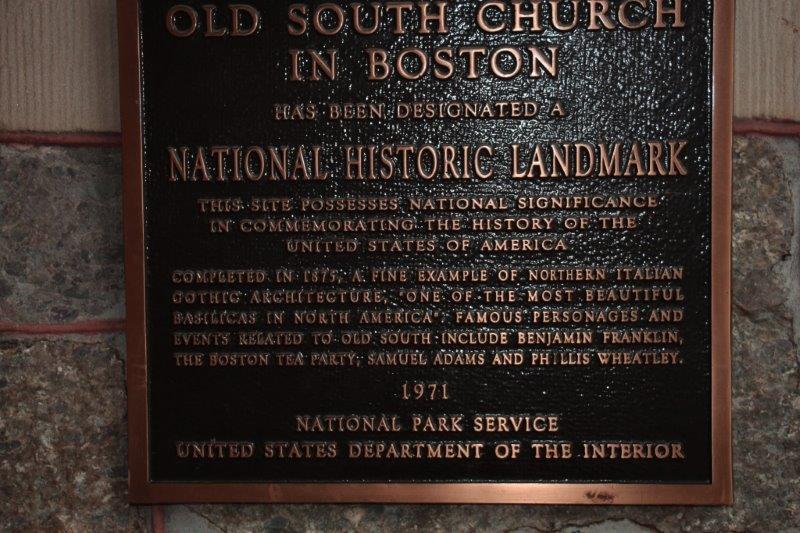 OLD SOUTH CHURCH
IN BOSTON
HAS BEEN DESIGNATED A
NATIONAL HISTORIC LANDMARK
THIS SITE POSSESSES NATIONAL SIGNIFICANCE
IN COMMEMORATING THE HISTORY OF THE
UNITED STATES OF AMERICA
COMPLETED IN 1875, A FINE EXAMPLE OF NORTHERN ITALIAN
GOTHIC ARCHITECTURE, "ONE OF THE MOST BEAUTIFUL
BASILICAS IN NORTH AMERICA". FAMOUS PERSONAGES AND
EVENTS RELATED TO OLD SOUTH INCLUDE BENJAMIN FRANKLIN,
THE BOSTON TEA PARTY, SAMUEL ADAMS AND PHILLIS WHEATLEY.
1971
NATIONAL PARK SERVICE
UNITED STATES DEPARTMENT OF THE INTERIOR